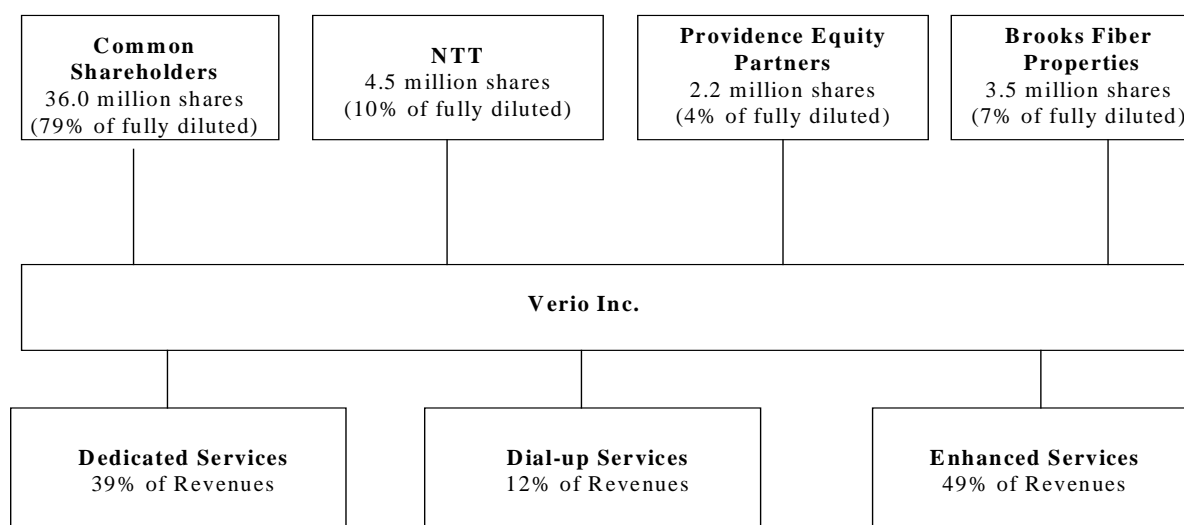 Common
Shareholders
36.0 million shares
(79% of fully diluted)
NTT
4.5 million shares
(10% of fully diluted)
Providence Equity
Partners
2.2 million shares
(4% of fully diluted)
Brooks Fiber
Properties
3.5 million shares
(7% of fully diluted)
Verio Inc.
Dedicated Services
39% of Revenues
Dial-up Services
12% of Revenues
Enhanced Services
49% of Revenues